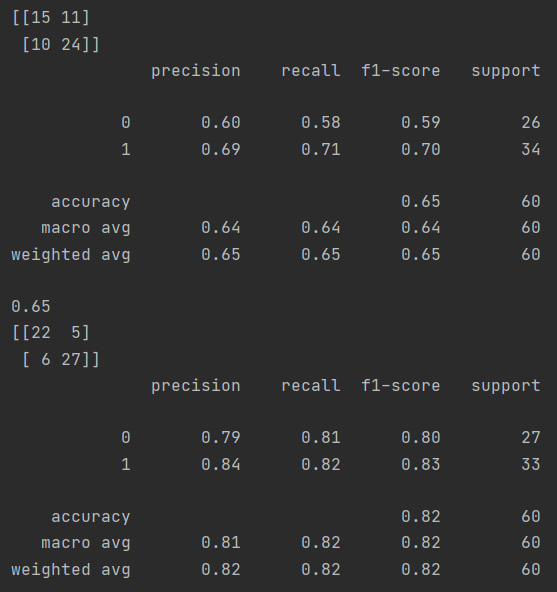 [[15 11]
 [10 24]]
              precision    recall  f1-score   support

           0       0.60      0.58      0.59        26
           1       0.69      0.71      0.70        34

    accuracy                           0.65        60
   macro avg       0.64      0.64      0.64        60
weighted avg       0.65      0.65      0.65        60

0.65
[[22  5]
 [ 6 27]]
              precision    recall  f1-score   support

           0       0.79      0.81      0.80        27
           1       0.84      0.82      0.83        33

    accuracy                           0.82        60
   macro avg       0.81      0.82      0.82        60
weighted avg       0.82      0.82      0.82        60